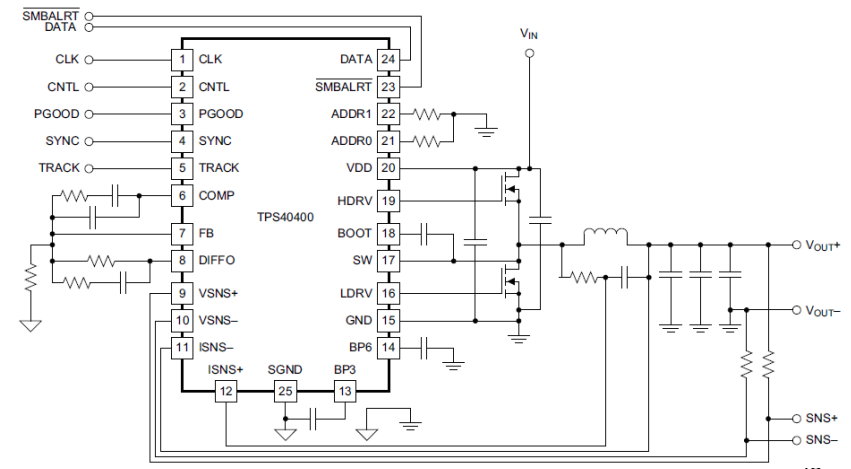 SMBALRT
DATA
CLK
CNTL
PGOOD
SYNC
TRACK
1 CLK
2 CNTL
3 PGOOD
4 SYNC
5 TRACK
6 COMP
7 FB
8 DIFFO
9 VSNS+
10 VSNS–
11 ISNS–
TPS40400
DATA 24
SMBALRT 23
ADDR1 22
ADDR0 21
VDD 20
HDRV 19
BOOT 18
SW 17
LDRV 16
GND 15
BP6 14
ISNS+ SGND BP3
12 25 13
VIN
VOUT+
VOUT–
SNS+
SNS–